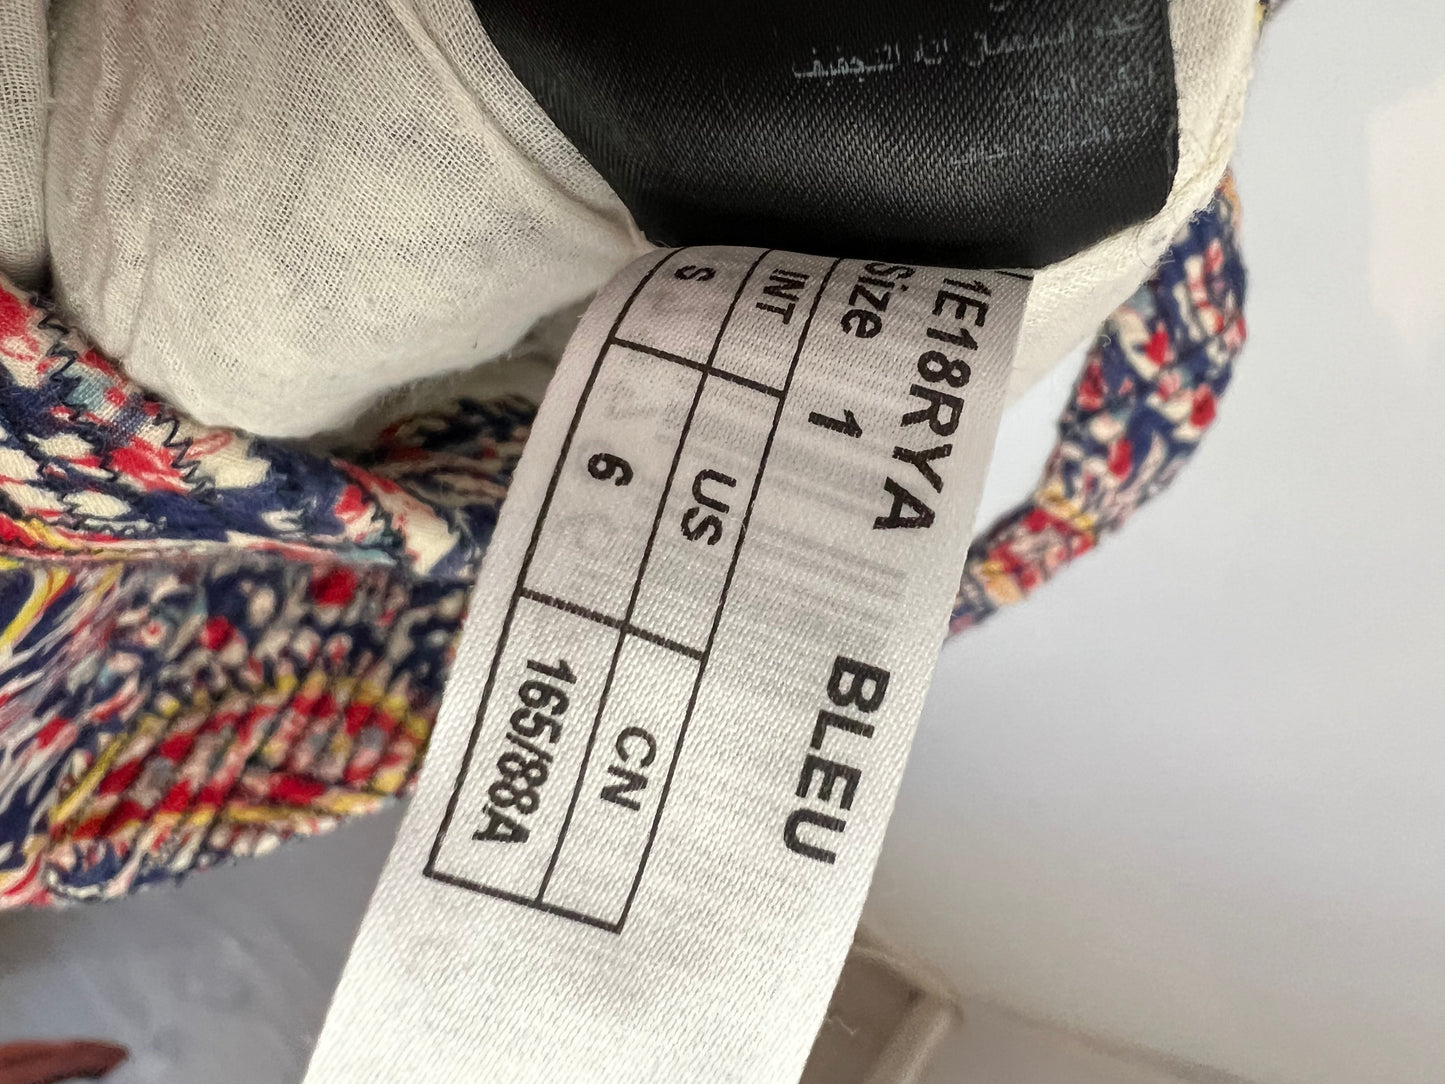 1E18RYA BLEU
Size 1
INT US CN
S 6 165/88A